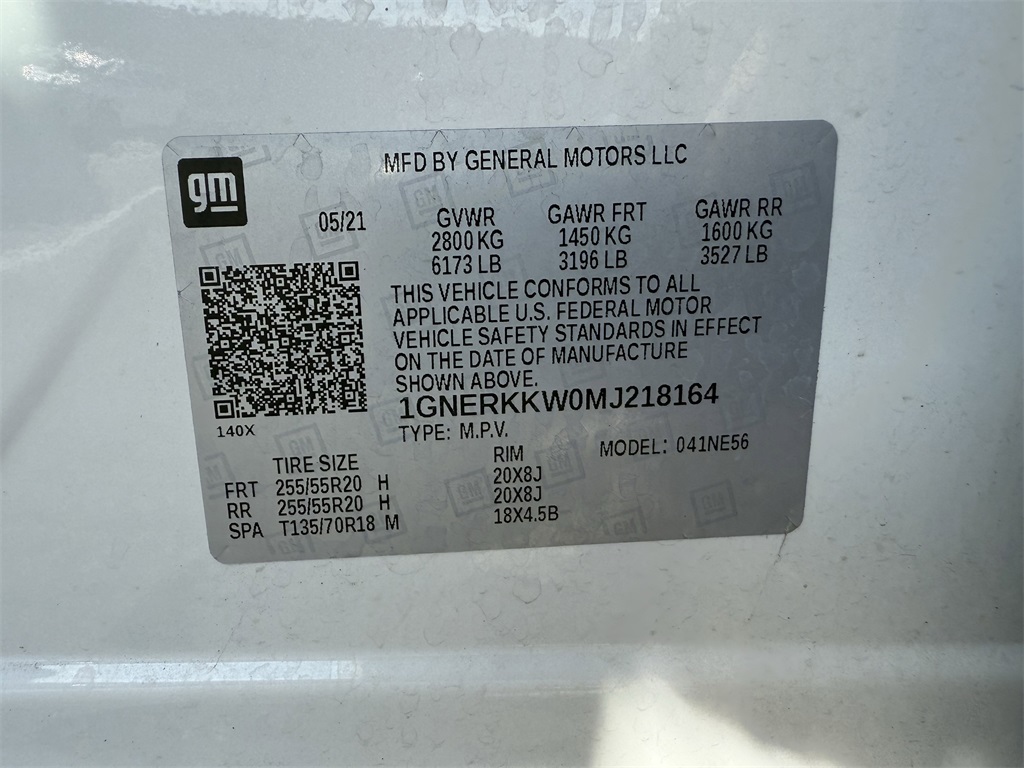 gm
MFD BY GENERAL MOTORS LLC
05/21
GVWR GAWR FRT GAWR RR
2800 KG 1450 KG 1600 KG
6173 LB 3196 LB 3527 LB
THIS VEHICLE CONFORMS TO ALL
APPLICABLE U.S. FEDERAL MOTOR
VEHICLE SAFETY STANDARDS IN EFFECT
ON THE DATE OF MANUFACTURE
SHOWN ABOVE.
1GNERKKW0MJ218164
140X
TYPE: M.P.V.
MODEL: 041NE56
TIRE SIZE RIM
FRT 255/55R20 H 20X8J
RR 255/55R20 H 20X8J
SPA T135/70R18 M 18X4.5B